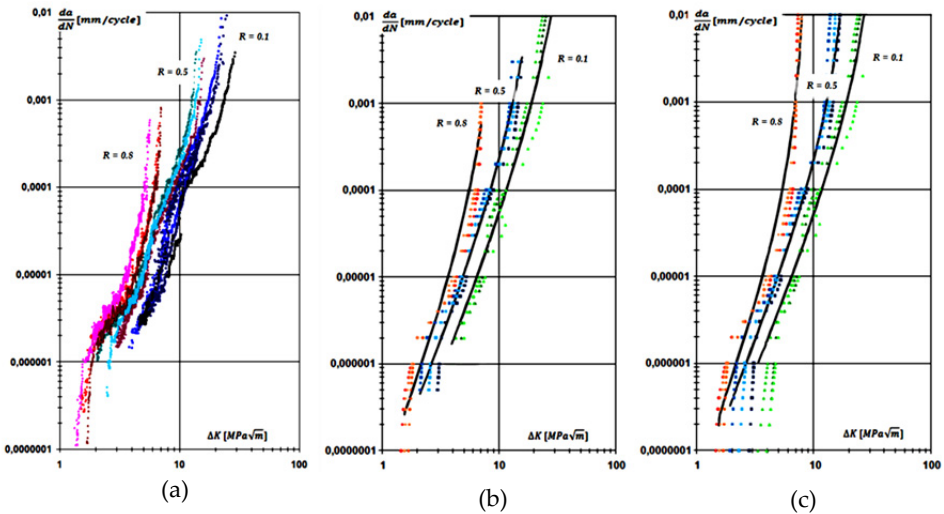 da/dN [mm/cycle]
0,01
0,001
0,0001
0,00001
0,000001
0,0000001
R = 0.1
R = 0.5
R = 0.8
ΔK [MPa√m]
1 10 100
(a)
da/dN [mm/cycle]
0,01
0,001
0,0001
0,00001
0,000001
0,0000001
R = 0.1
R = 0.5
R = 0.8
ΔK [MPa√m]
1 10 100
(b)
da/dN [mm/cycle]
0,01
0,001
0,0001
0,00001
0,000001
0,0000001
R = 0.1
R = 0.5
R = 0.8
ΔK [MPa√m]
1 10 100
(c)